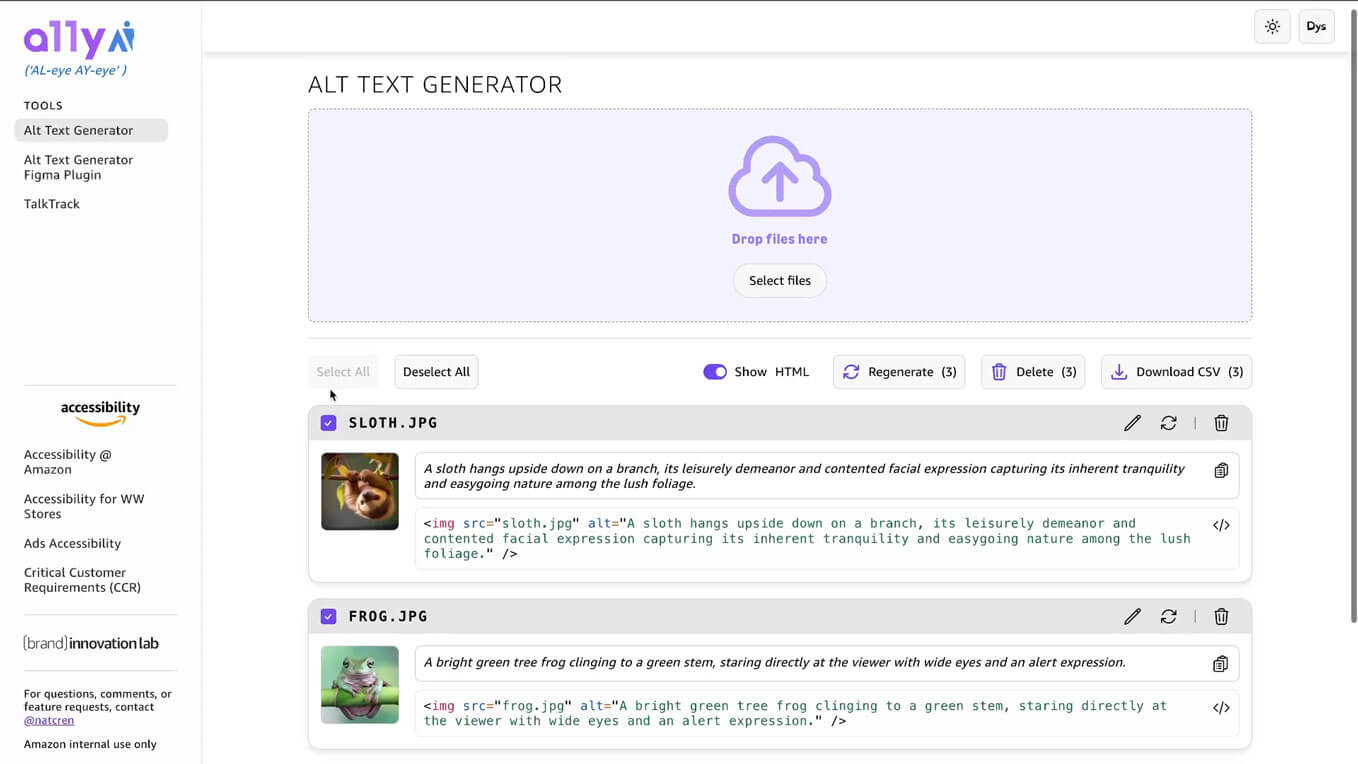 a11y AI
('AL-eye AY-eye' )
TOOLS
Alt Text Generator
Alt Text Generator
Figma Plugin
TalkTrack
accessibility
Accessibility @
Amazon
Accessibility for WW
Stores
Ads Accessibility
Critical Customer
Requirements (CCR)
(brand)innovation lab
For questions, comments, or
feature requests, contact
@natcren
Amazon internal use only
Dys
ALT TEXT GENERATOR
Drop files here
Select files
Select All
Deselect All
Show HTML
Regenerate (3)
Delete (3)
Download CSV (3)
SLOTH.JPG
A sloth hangs upside down on a branch, its leisurely demeanor and contented facial expression capturing its inherent tranquility
and easygoing nature among the lush foliage.
<img src="sloth.jpg" alt="A sloth hangs upside down on a branch, its leisurely demeanor and
contented facial expression capturing its inherent tranquility and easygoing nature among the lush
foliage." />
</>
FROG.JPG
A bright green tree frog clinging to a green stem, staring directly at the viewer with wide eyes and an alert expression.
<img src="frog.jpg" alt="A bright green tree frog clinging to a green stem, staring directly at
the viewer with wide eyes and an alert expression." />
</>